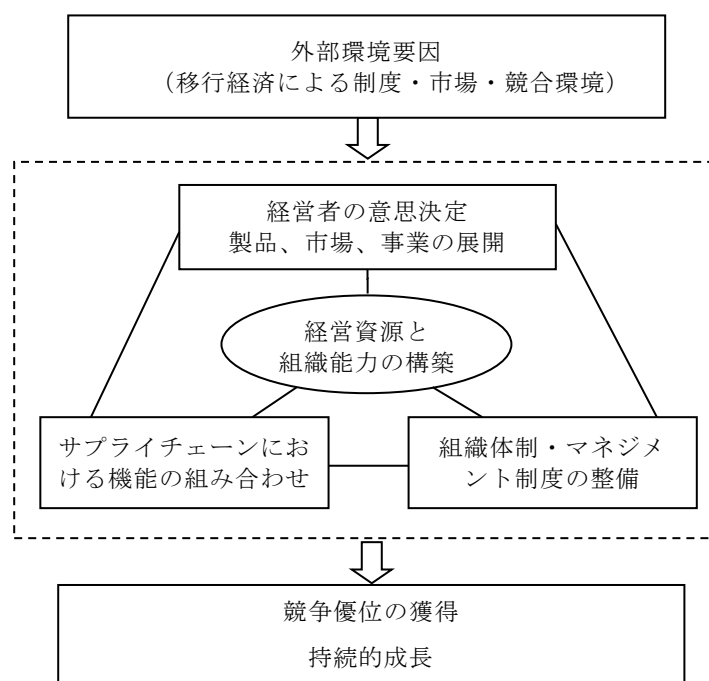 外部環境要因
（移行経済による制度・市場・競合環境）
経営者の意思決定
製品、市場、事業の展開
経営資源と
組織能力の構築
サプライチェーンにお
ける機能の組み合わせ
組織体制・マネジメ
ント制度の整備
競争優位の獲得
持続的成長